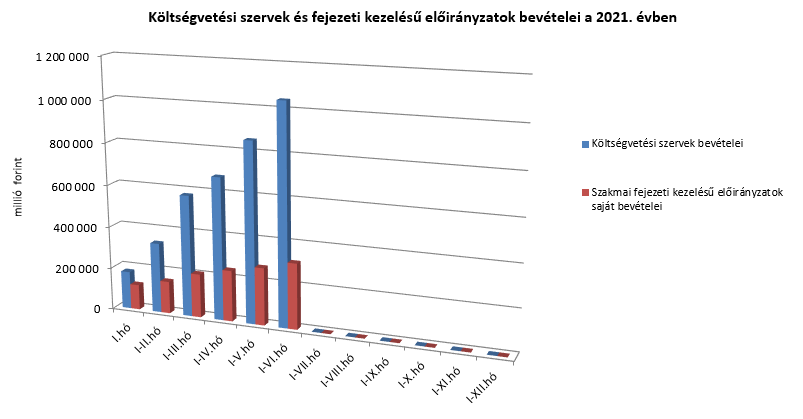 Költségvetési szervek és fejezeti kezelésű előirányzatok bevételei a 2021. évben
millió forint
1 200 000
1 000 000
800 000
600 000
400 000
200 000
0
I.hó
I-II.hó
I-III.hó
I-IV.hó
I-V.hó
I-VI.hó
I-VII.hó
I-VIII.hó
I-IX.hó
I-X.hó
I-XI.hó
I-XII.hó
Költségvetési szervek bevételei
Szakmai fejezeti kezelésű előirányzatok
saját bevételei